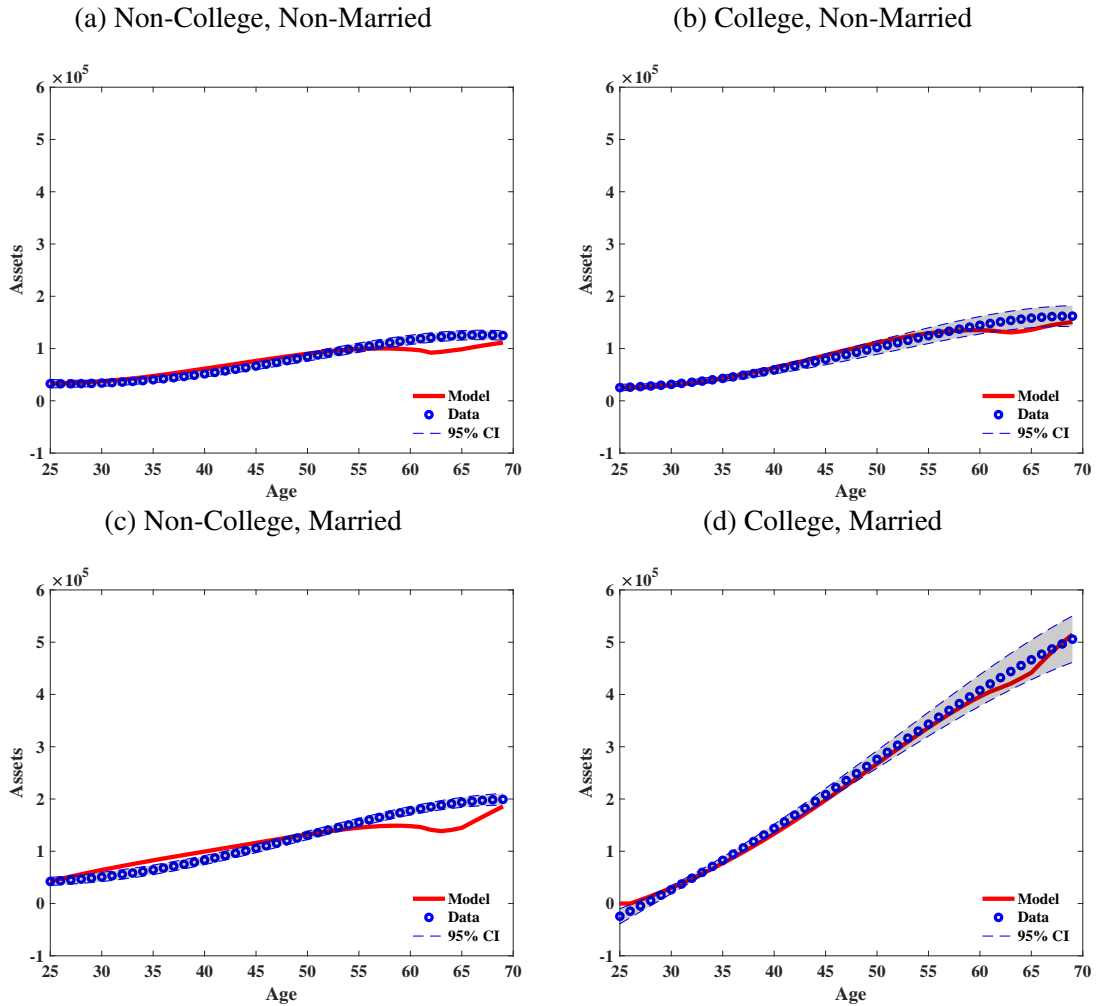 (a) Non-College, Non-Married
×10^5
6
5
4
3
2
1
0
-1
Assets
25 30 35 40 45 50 55 60 65 70
Age
Model
Data
95% CI
(b) College, Non-Married
×10^5
6
5
4
3
2
1
0
-1
Assets
25 30 35 40 45 50 55 60 65 70
Age
Model
Data
95% CI
(c) Non-College, Married
×10^5
6
5
4
3
2
1
0
-1
Assets
25 30 35 40 45 50 55 60 65 70
Age
Model
Data
95% CI
(d) College, Married
×10^5
6
5
4
3
2
1
0
-1
Assets
25 30 35 40 45 50 55 60 65 70
Age
Model
Data
95% CI